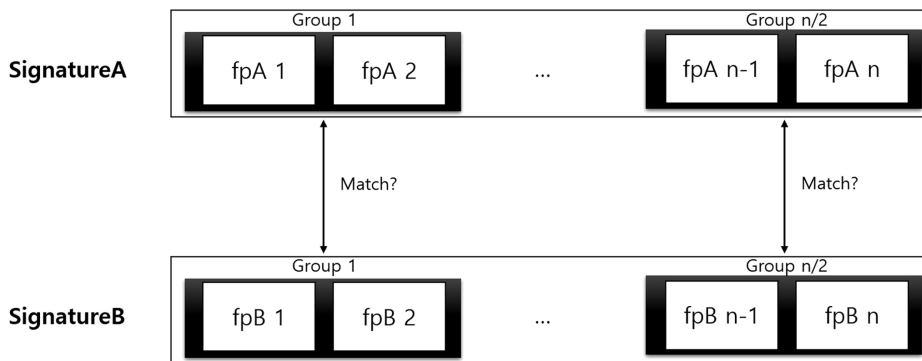 Group 1
Group n/2
SignatureA
fpA 1
fpA 2
...
fpA n-1
fpA n
Match?
Match?
Group 1
Group n/2
SignatureB
fpB 1
fpB 2
...
fpB n-1
fpB n